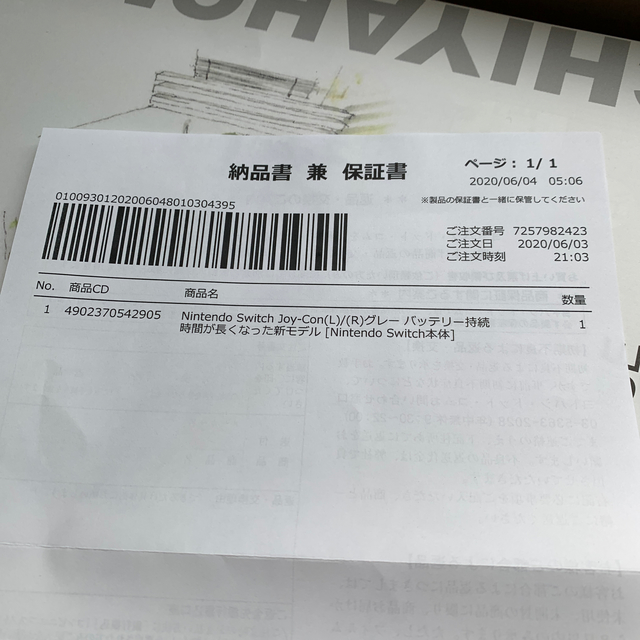 HIYAHO
納品書 兼 保証書
ページ： 1/ 1
2020/06/04 05:06
01009301202006048010304395
※製品の保証書と一緒に保管してください
ご注文番号 7257982423
ご注文日 2020/06/03
ご注文時刻 21:03
No. 商品CD 商品名 数量
1 4902370542905 Nintendo Switch Joy-Con(L)/(R)グレー バッテリー持続 1
時間が長くなった新モデル [Nintendo Switch本体]